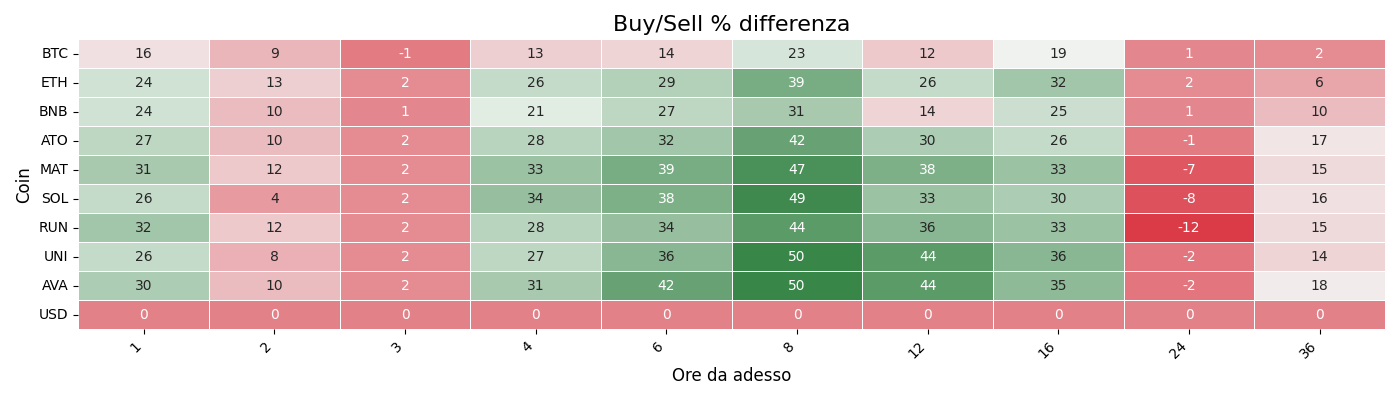 Buy/Sell % differenza
Coin
BTC 16 9 -1 13 14 23 12 19 1 2
ETH 24 13 2 26 29 39 26 32 2 6
BNB 24 10 1 21 27 31 14 25 1 10
ATO 27 10 2 28 32 42 30 26 -1 17
MAT 31 12 2 33 39 47 38 33 -7 15
SOL 26 4 2 34 38 49 33 30 -8 16
RUN 32 12 2 28 34 44 36 33 -12 15
UNI 26 8 2 27 36 50 44 36 -2 14
AVA 30 10 2 31 42 50 44 35 -2 18
USD 0 0 0 0 0 0 0 0 0 0
1 2 3 4 6 8 12 16 24 36
Ore da adesso